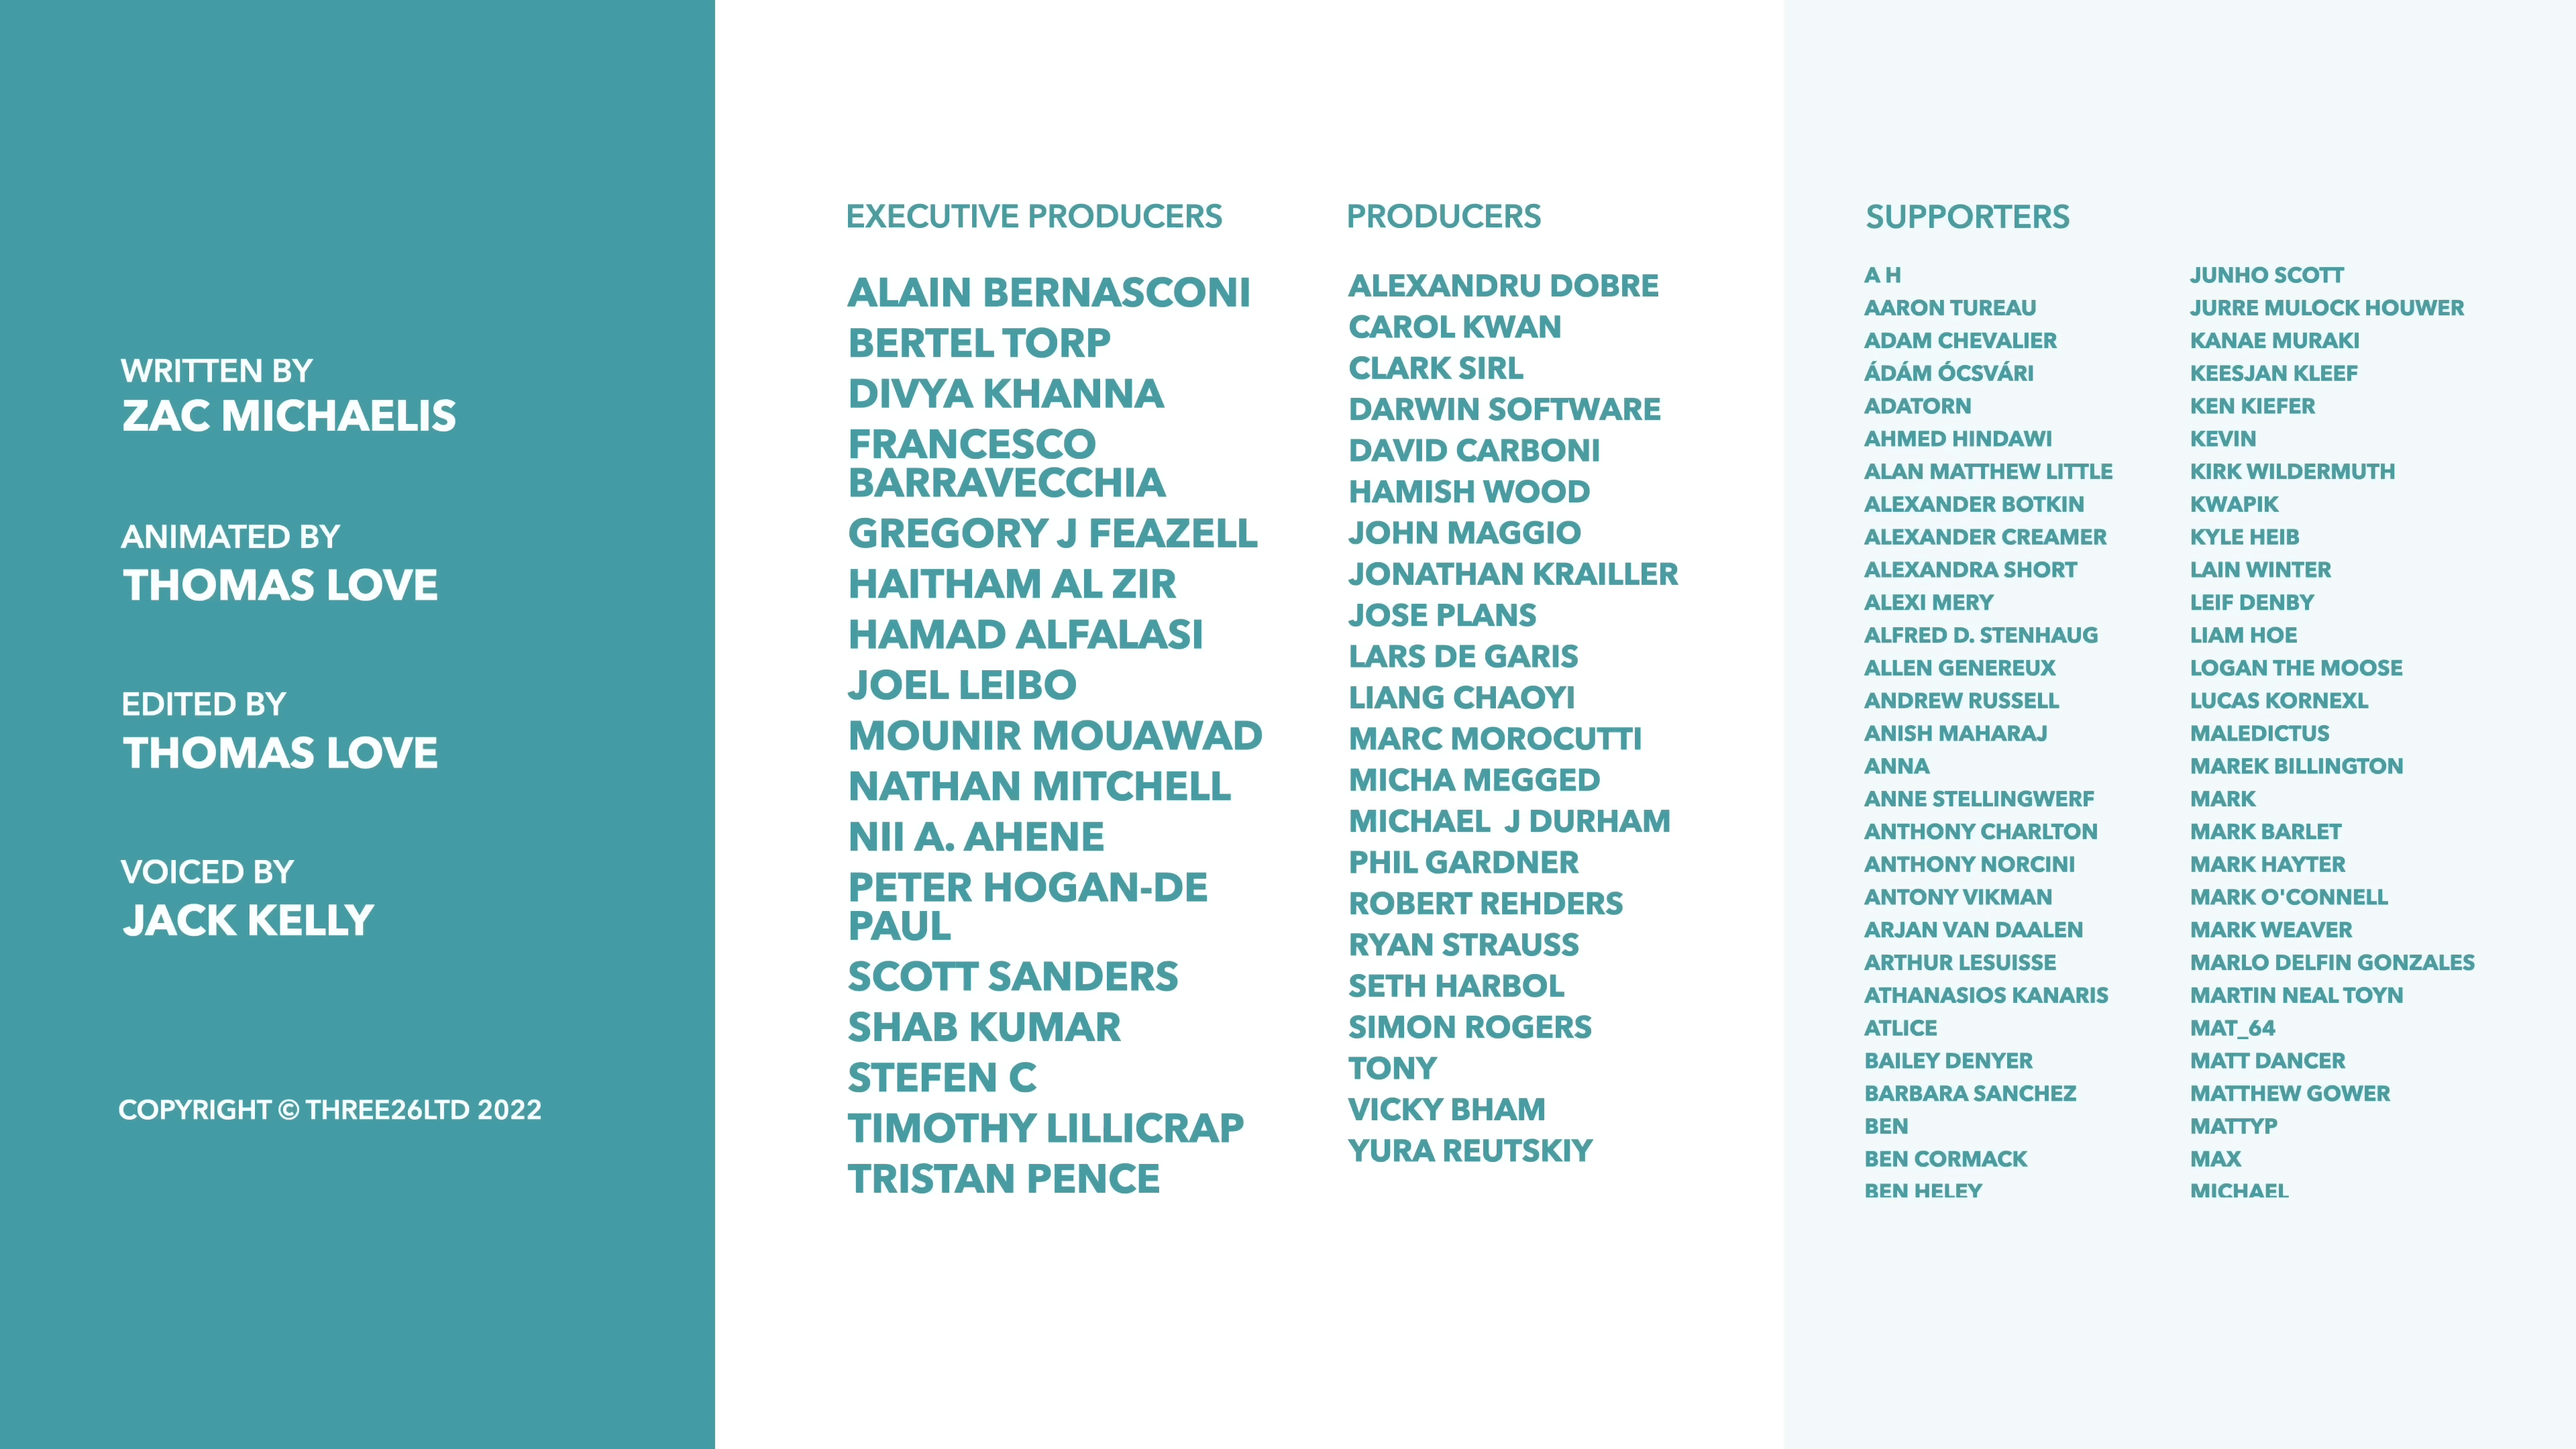 WRITTEN BY
ZAC MICHAELIS
ANIMATED BY
THOMAS LOVE
EDITED BY
THOMAS LOVE
VOICED BY
JACK KELLY
COPYRIGHT © THREE26LTD 2022
EXECUTIVE PRODUCERS
ALAIN BERNASCONI
BERTEL TORP
DIVYA KHANNA
FRANCESCO
BARRAVECCHIA
GREGORY J FEAZELL
HAITHAM AL ZIR
HAMAD ALFALASI
JOEL LEIBO
MOUNIR MOUAWAD
NATHAN MITCHELL
NII A. AHENE
PETER HOGAN-DE
PAUL
SCOTT SANDERS
SHAB KUMAR
STEFEN C
TIMOTHY LILLICRAP
TRISTAN PENCE
PRODUCERS
ALEXANDRU DOBRE
CAROL KWAN
CLARK SIRL
DARWIN SOFTWARE
DAVID CARBONI
HAMISH WOOD
JOHN MAGGIO
JONATHAN KRAILLER
JOSE PLANS
LARS DE GARIS
LIANG CHAOYI
MARC MOROCUTTI
MICHA MEGGED
MICHAEL  J DURHAM
PHIL GARDNER
ROBERT REHDERS
RYAN STRAUSS
SETH HARBOL
SIMON ROGERS
TONY
VICKY BHAM
YURA REUTSKIY
SUPPORTERS
A H
AARON TUREAU
ADAM CHEVALIER
ÁDÁM ÓCSVÁRI
ADATORN
AHMED HINDAWI
ALAN MATTHEW LITTLE
ALEXANDER BOTKIN
ALEXANDER CREAMER
ALEXANDRA SHORT
ALEXI MERY
ALFRED D. STENHAUG
ALLEN GENEREUX
ANDREW RUSSELL
ANISH MAHARAJ
ANNA
ANNE STELLINGWERF
ANTHONY CHARLTON
ANTHONY NORCINI
ANTONY VIKMAN
ARJAN VAN DAALEN
ARTHUR LESUISSE
ATHANASIOS KANARIS
ATLICE
BAILEY DENYER
BARBARA SANCHEZ
BEN
BEN CORMACK
BEN HELEY
JUNHO SCOTT
JURRE MULOCK HOUWER
KANAE MURAKI
KEESJAN KLEEF
KEN KIEFER
KEVIN
KIRK WILDERMUTH
KWAPIK
KYLE HEIB
LAIN WINTER
LEIF DENBY
LIAM HOE
LOGAN THE MOOSE
LUCAS KORNEXL
MALEDICTUS
MAREK BILLINGTON
MARK
MARK BARLET
MARK HAYTER
MARK O'CONNELL
MARK WEAVER
MARLO DELFIN GONZALES
MARTIN NEAL TOYN
MAT_64
MATT DANCER
MATTHEW GOWER
MATTYP
MAX
MICHAEL